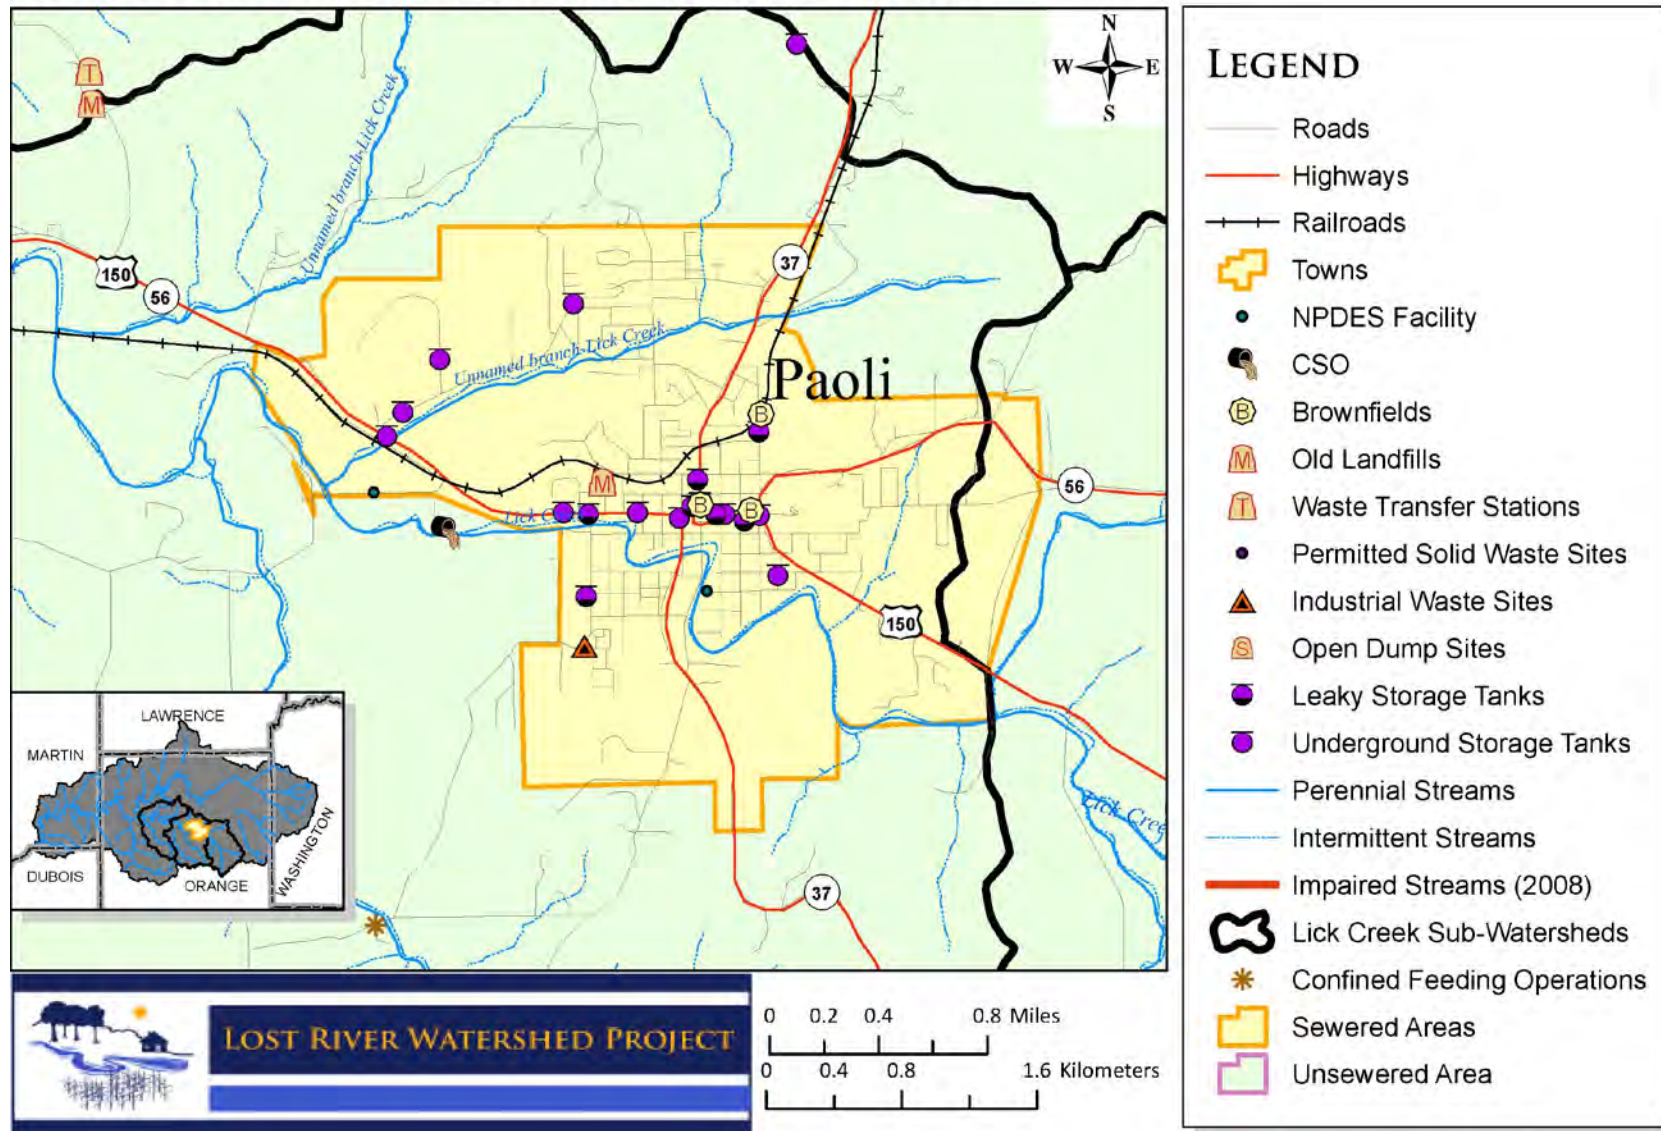 N
W E
S
T
M
Unnamed branch-Lick Creek
150
56
37
Unnamed branch-Lick Creek
Paoli
B
M
56
Lick Cree
B
B
150
Lick Cree
37
LAWRENCE
MARTIN
WASHINGTON
DUBOIS
ORANGE
LOST RIVER WATERSHED PROJECT
0 0.2 0.4 0.8 Miles
0 0.4 0.8 1.6 Kilometers
LEGEND
Roads
Highways
Railroads
Towns
NPDES Facility
CSO
B Brownfields
M Old Landfills
T Waste Transfer Stations
Permitted Solid Waste Sites
Industrial Waste Sites
S Open Dump Sites
Leaky Storage Tanks
Underground Storage Tanks
Perennial Streams
Intermittent Streams
Impaired Streams (2008)
Lick Creek Sub-Watersheds
Confined Feeding Operations
Sewered Areas
Unsewered Area